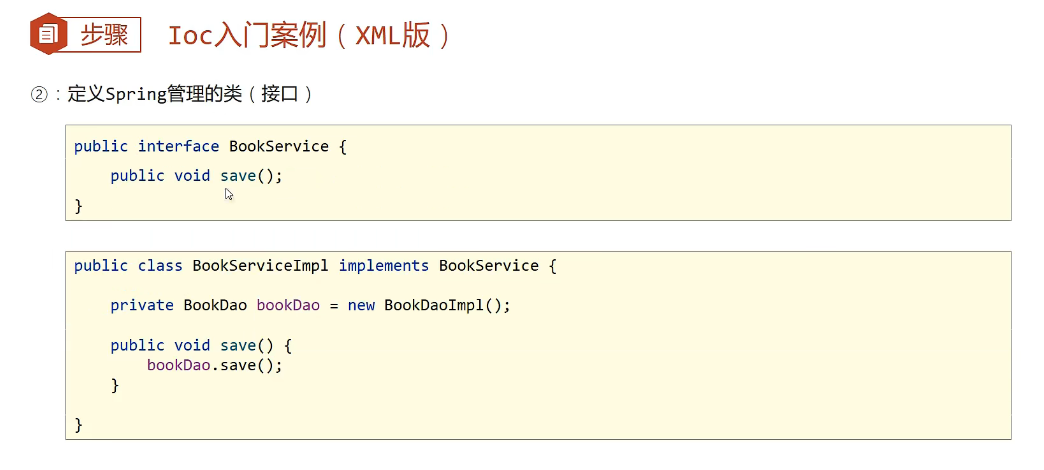 步骤 Ioc入门案例（XML版）
②：定义Spring管理的类（接口）
public interface BookService {
public void save();
}
public class BookServiceImpl implements BookService {
private BookDao bookDao = new BookDaoImpl();
public void save() {
bookDao.save();
}
}